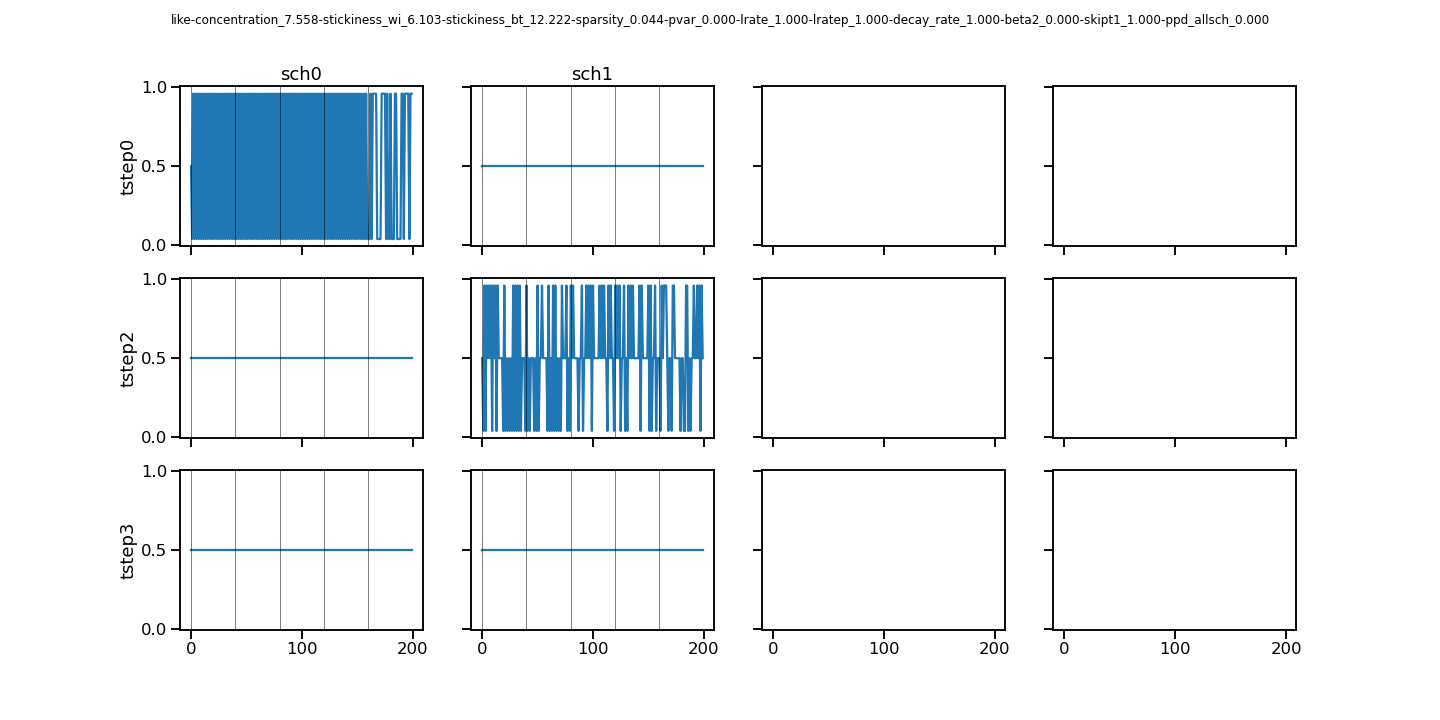 like-concentration_7.558-stickiness_wi_6.103-stickiness_bt_12.222-sparsity_0.044-pvar_0.000-lrate_1.000-lratep_1.000-decay_rate_1.000-beta2_0.000-skipt1_1.000-ppd_allsch_0.000
sch0 sch1
1.0
tstep0 0.5
0.0
1.0
tstep2 0.5
0.0
1.0
tstep3 0.5
0.0
0 100 200 0 100 200 0 100 200 0 100 200